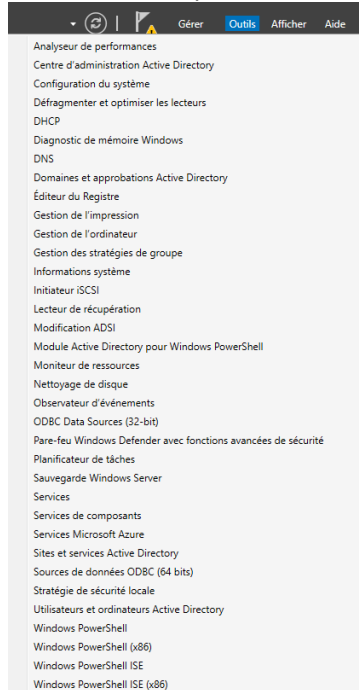 Gérer Outils Afficher Aide
Analyseur de performances
Centre d'administration Active Directory
Configuration du système
Défragmenter et optimiser les lecteurs
DHCP
Diagnostic de mémoire Windows
DNS
Domaines et approbations Active Directory
Éditeur du Registre
Gestion de l'impression
Gestion de l'ordinateur
Gestion des stratégies de groupe
Informations système
Initiateur iSCSI
Lecteur de récupération
Modification ADSI
Module Active Directory pour Windows PowerShell
Moniteur de ressources
Nettoyage de disque
Observateur d'événements
ODBC Data Sources (32-bit)
Pare-feu Windows Defender avec fonctions avancées de sécurité
Planificateur de tâches
Sauvegarde Windows Server
Services
Services de composants
Services Microsoft Azure
Sites et services Active Directory
Sources de données ODBC (64 bits)
Stratégie de sécurité locale
Utilisateurs et ordinateurs Active Directory
Windows PowerShell
Windows PowerShell (x86)
Windows PowerShell ISE
Windows PowerShell ISE (x86)